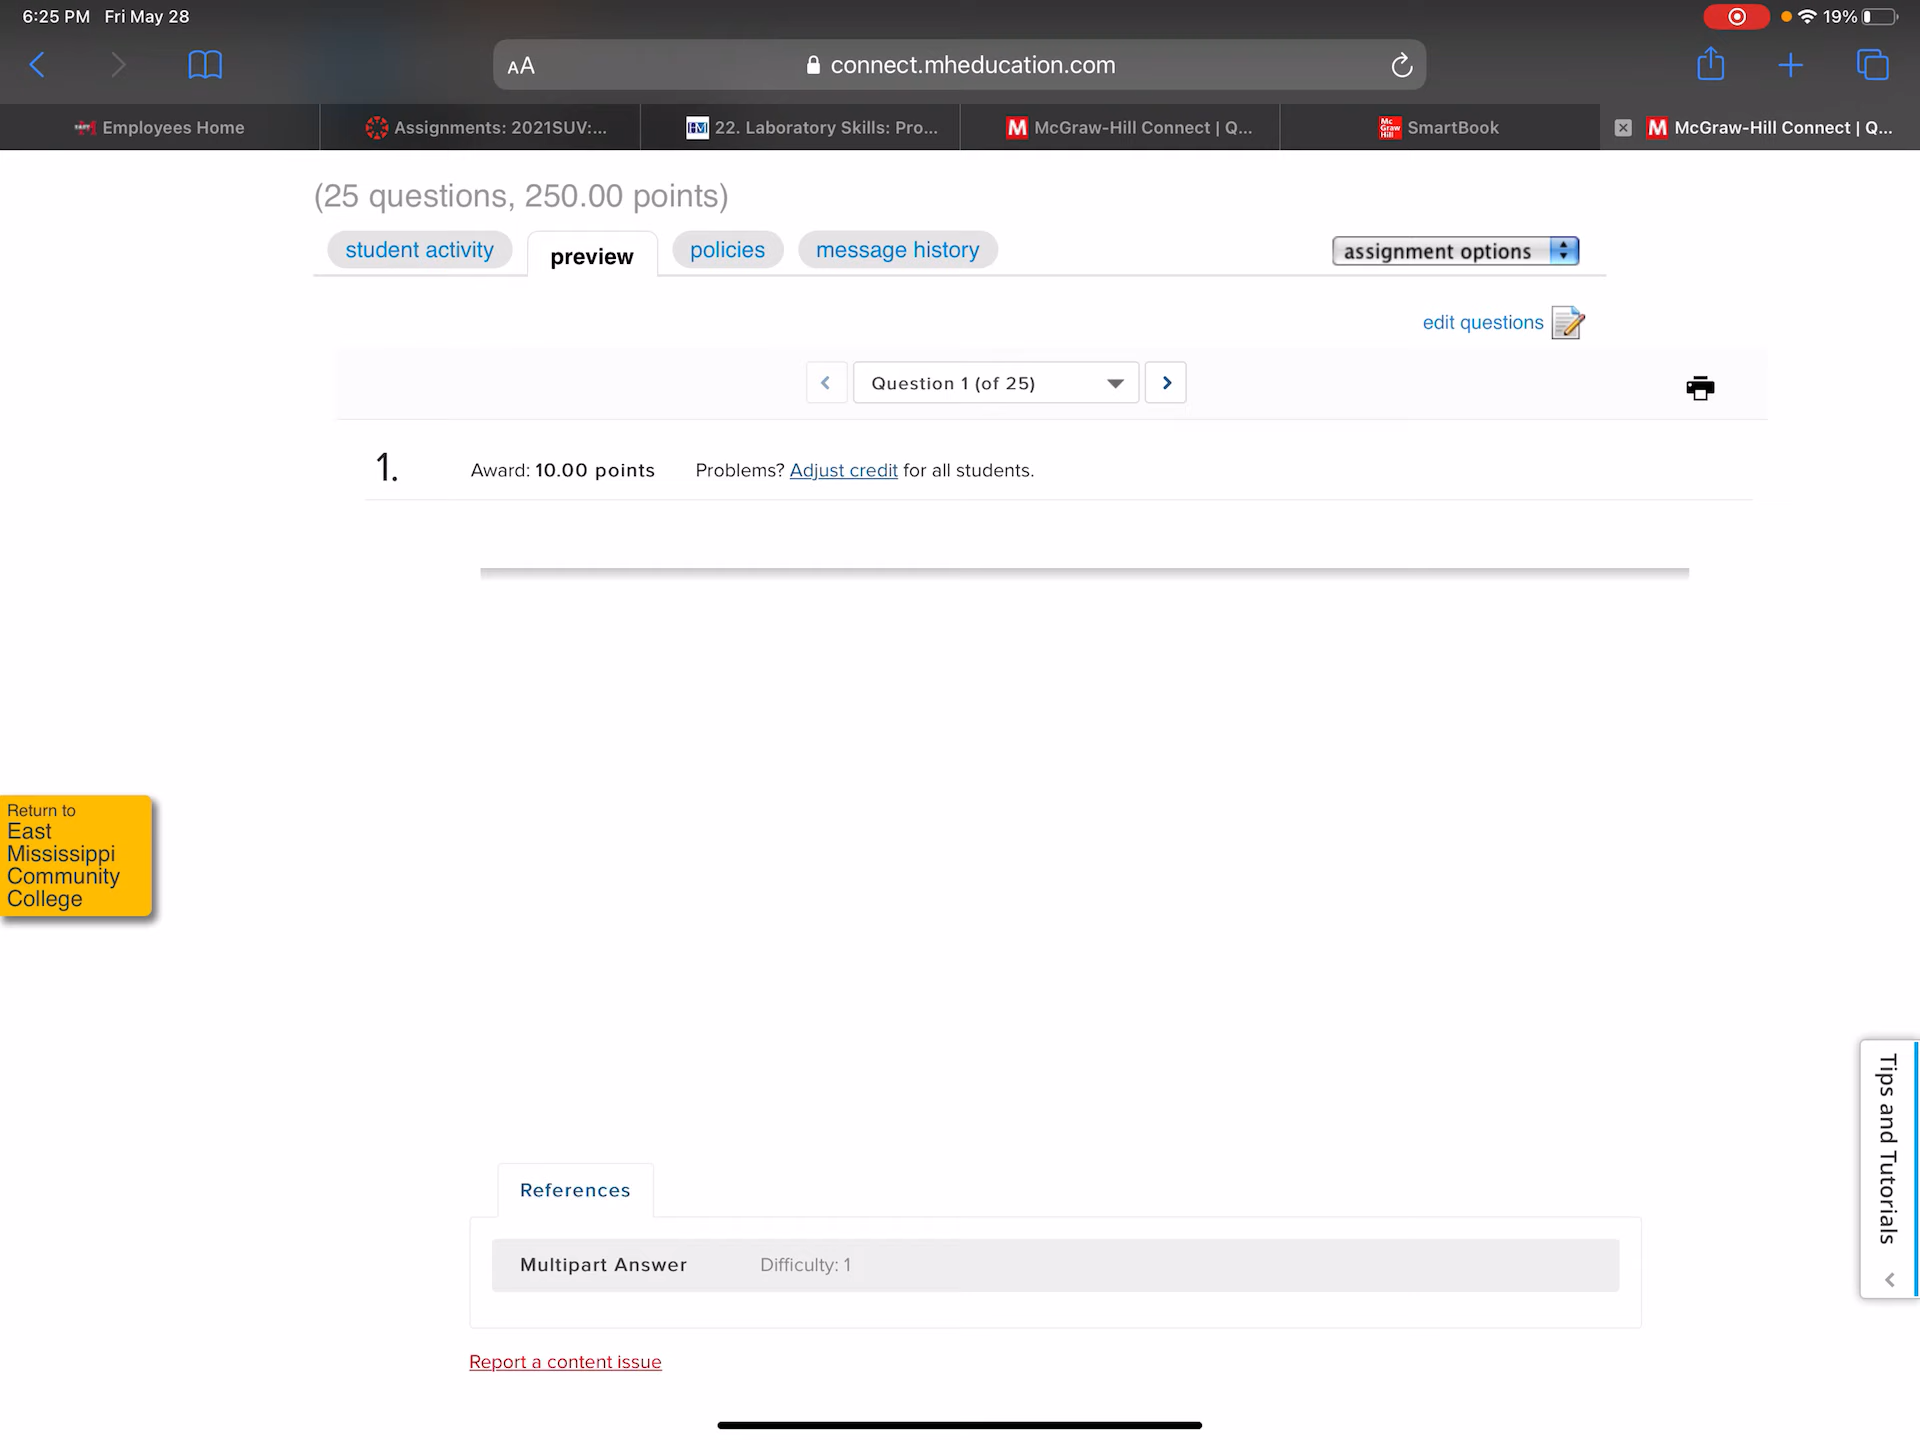 6:25 PM Fri May 28
19%
AA connect.mheducation.com
Employees Home
Assignments: 2021SUV:...
22. Laboratory Skills: Pro...
M McGraw-Hill Connect | Q...
Mc Graw Hill SmartBook
M McGraw-Hill Connect | Q...
(25 questions, 250.00 points)
student activity preview policies message history assignment options
edit questions
Question 1 (of 25)
1. Award: 10.00 points Problems? Adjust credit for all students.
Return to
East
Mississippi
Community
College
Tips and Tutorials
References
Multipart Answer Difficulty: 1
Report a content issue